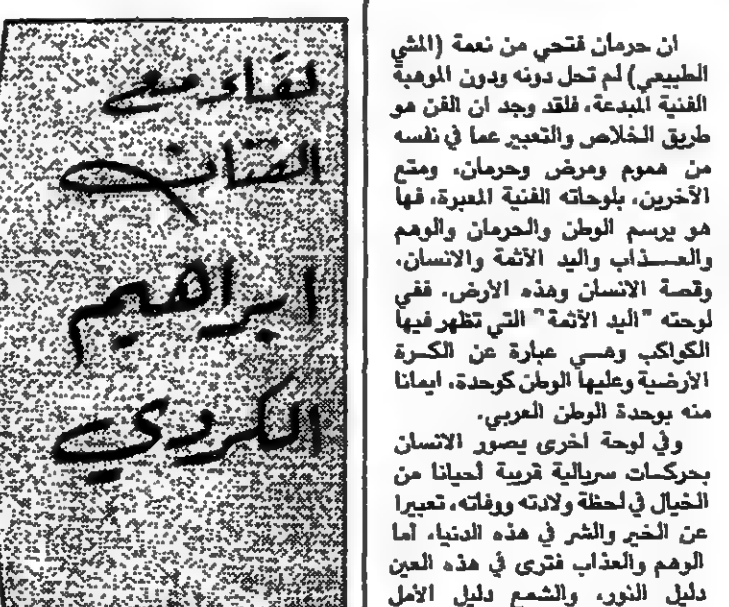 لقاء مع
الفنان
ابراهيم
الكردي
ان حرمان فتحي من نعمة (المشي
الطبيعي) لم تحل دونه ودون الموهبة
الفنية المبدعة، فلقد وجد ان الفن هو
طريق الخلاص والتعبير عما في نفسه
من هموم ومرض وحرمان، ومتع
الآخرين، بلوحاته الفنية المعبرة، فها
هو يرسم الوطن والحرمان والوهم
والعـــذاب واليد الآثمة والانسان،
وقصة الانسان وهذه الأرض. ففي
لوحته "اليد الآثمة" التي تظهر فيها
الكواكب وهـــي عبارة عن الكـــرة
الأرضية وعليها الوطن كوحدة، ايمانا
منه بوحدة الوطن العربي.
وفي لوحة اخرى يصور الانسان
بحركـــات سريالية قريبة أحيانا من
الخيال في لحظة ولادته ووفاته، تعبيرا
عن الخير والشر في هذه الدنيا، أما
الوهم والعذاب فترى في هذه العين
دليل النور، والشمع دليل الأمل